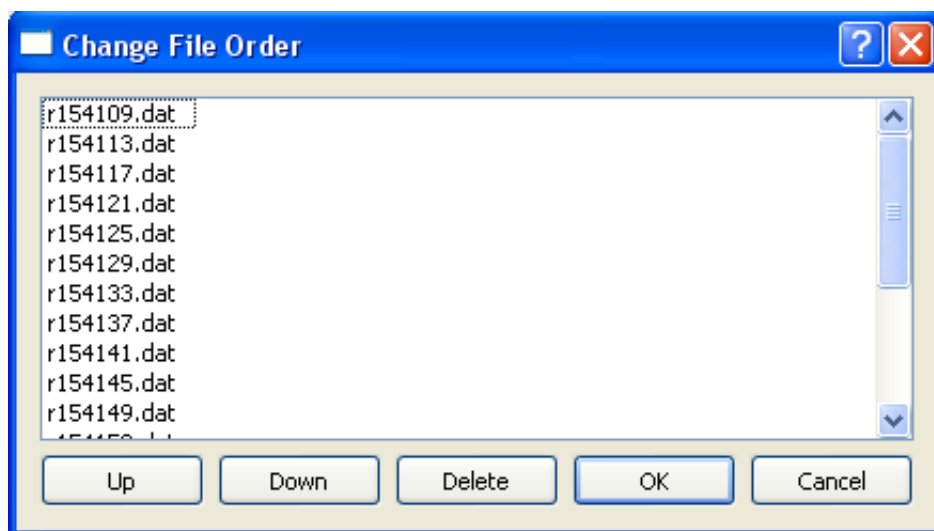 Change File Order
r154109.dat
r154113.dat
r154117.dat
r154121.dat
r154125.dat
r154129.dat
r154133.dat
r154137.dat
r154141.dat
r154145.dat
r154149.dat
Up Down Delete OK Cancel